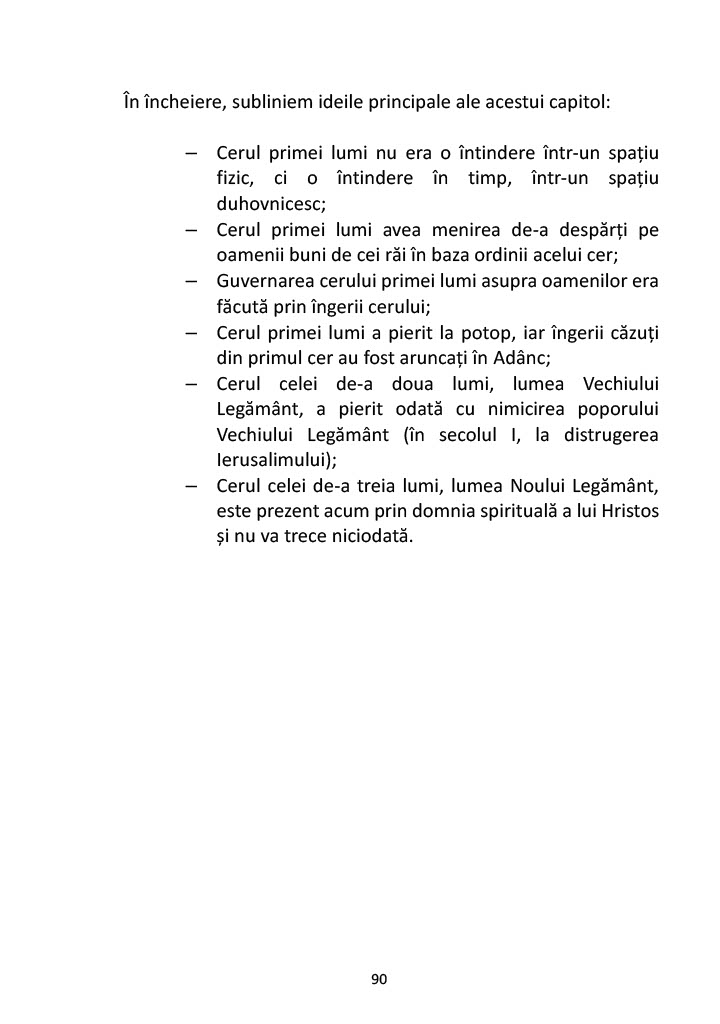 În încheiere, subliniem ideile principale ale acestui capitol:
– Cerul primei lumi nu era o întindere într-un spațiu
fizic, ci o întindere în timp, într-un spațiu
duhovnicesc;
– Cerul primei lumi avea menirea de-a despărți pe
oamenii buni de cei răi în baza ordinii acelui cer;
– Guvernarea cerului primei lumi asupra oamenilor era
făcută prin îngerii cerului;
– Cerul primei lumi a pierit la potop, iar îngerii căzuți
din primul cer au fost aruncați în Adânc;
– Cerul celei de-a doua lumi, lumea Vechiului
Legământ, a pierit odată cu nimicirea poporului
Vechiului Legământ (în secolul I, la distrugerea
Ierusalimului);
– Cerul celei de-a treia lumi, lumea Noului Legământ,
este prezent acum prin domnia spirituală a lui Hristos
și nu va trece niciodată.
90